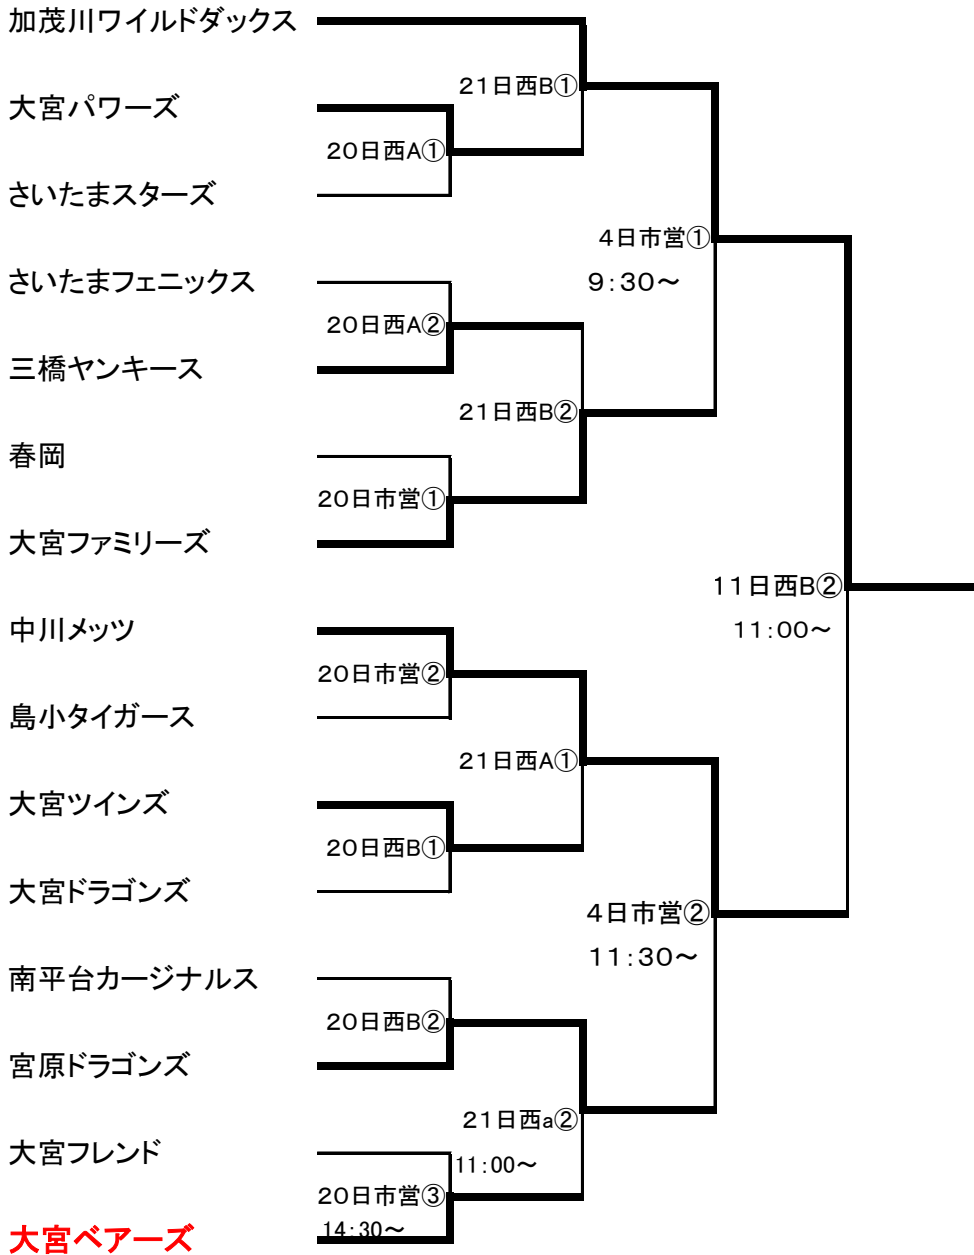 加茂川ワイルドダックス
21日西B①
大宮パワーズ
20日西A①
さいたまスターズ
4日市営①
さいたまフェニックス
9:30～
20日西A②
三橋ヤンキース
21日西B②
春岡
20日市営①
大宮ファミリーズ
11日西B②
中川メッツ
11:00～
20日市営②
島小タイガース
21日西A①
大宮ツインズ
20日西B①
大宮ドラゴンズ
4日市営②
11:30～
南平台カージナルス
20日西B②
宮原ドラゴンズ
21日西a②
大宮フレンド
11:00～
20日市営③
14:30～
大宮ベアーズ